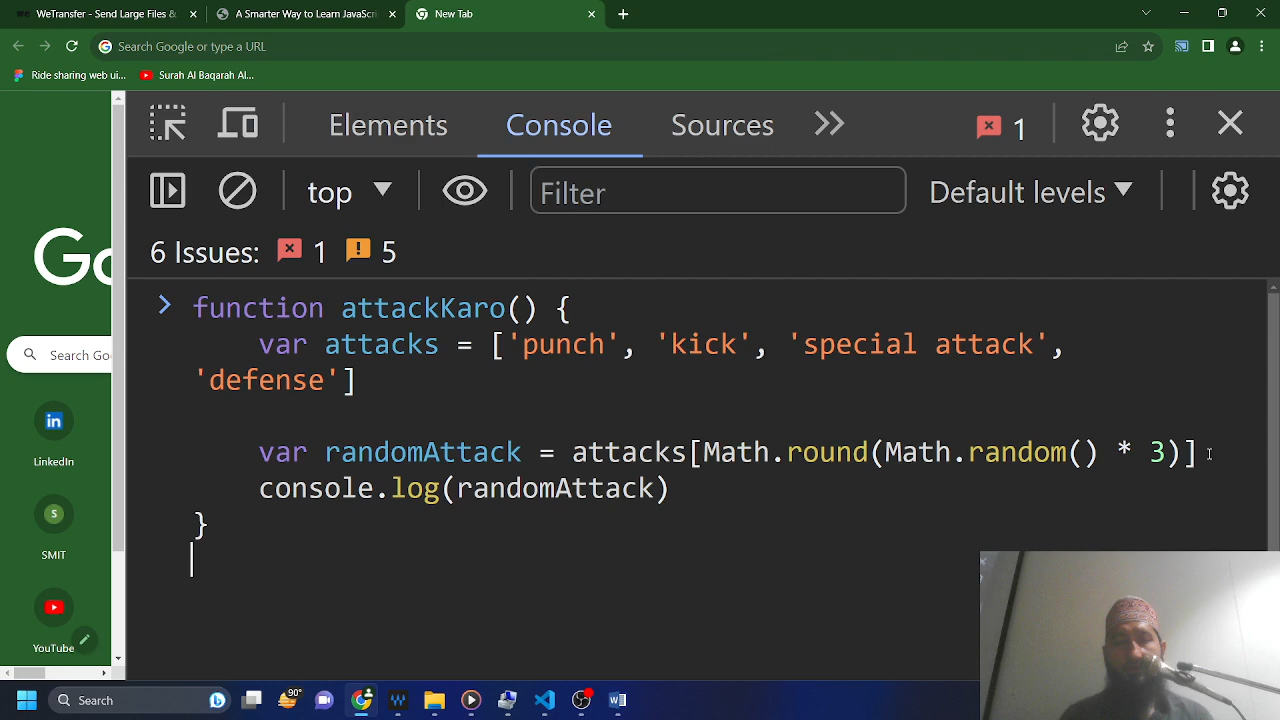 WeTransfer - Send Large Files &
A Smarter Way to Learn JavaScri
New Tab
Search Google or type a URL
Ride sharing web ui...
Surah Al Baqarah Al...
Elements
Console
Sources
1
top
Filter
Default levels
6 Issues: 1 5
Go
Search Goo
function attackKaro() {
var attacks = ['punch', 'kick', 'special attack',
'defense']
var randomAttack = attacks[Math.round(Math.random() * 3)]
console.log(randomAttack)
}
in
LinkedIn
S
SMIT
YouTube
Search
90°